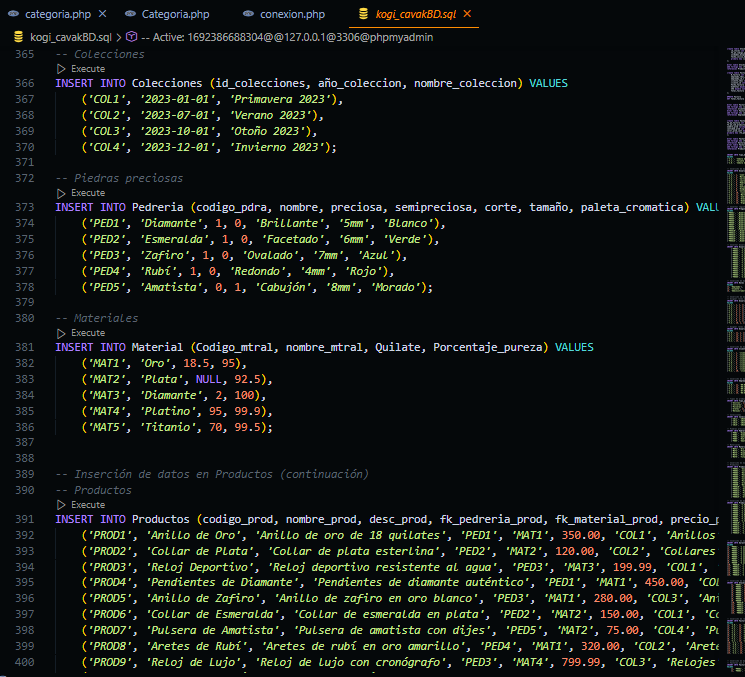 categoria.php
Categoria.php
conexion.php
kogi_cavakBD.sql
kogi_cavakBD.sql > -- Active: 1692386688304@@127.0.0.1@3306@phpmyadmin
365 -- Colecciones
Execute
366 INSERT INTO Colecciones (id_colecciones, año_coleccion, nombre_coleccion) VALUES
367 ('COL1', '2023-01-01', 'Primavera 2023'),
368 ('COL2', '2023-07-01', 'Verano 2023'),
369 ('COL3', '2023-10-01', 'Otoño 2023'),
370 ('COL4', '2023-12-01', 'Invierno 2023');
371
372 -- Piedras preciosas
Execute
373 INSERT INTO Pedreria (codigo_pdra, nombre, preciosa, semipreciosa, corte, tamaño, paleta_cromatica) VALU
374 ('PED1', 'Diamante', 1, 0, 'Brillante', '5mm', 'Blanco'),
375 ('PED2', 'Esmeralda', 1, 0, 'Facetado', '6mm', 'Verde'),
376 ('PED3', 'Zafiro', 1, 0, 'Ovalado', '7mm', 'Azul'),
377 ('PED4', 'Rubí', 1, 0, 'Redondo', '4mm', 'Rojo'),
378 ('PED5', 'Amatista', 0, 1, 'Cabujón', '8mm', 'Morado');
379
380 -- Materiales
Execute
381 INSERT INTO Material (Codigo_mtral, nombre_mtral, Quilate, Porcentaje_pureza) VALUES
382 ('MAT1', 'Oro', 18.5, 95),
383 ('MAT2', 'Plata', NULL, 92.5),
384 ('MAT3', 'Diamante', 2, 100),
385 ('MAT4', 'Platino', 95, 99.9),
386 ('MAT5', 'Titanio', 70, 99.5);
387
388
389 -- Inserción de datos en Productos (continuación)
390 -- Productos
Execute
391 INSERT INTO Productos (codigo_prod, nombre_prod, desc_prod, fk_pedreria_prod, fk_material_prod, precio_p
392 ('PROD1', 'Anillo de Oro', 'Anillo de oro de 18 quilates', 'PED1', 'MAT1', 350.00, 'COL1', 'Anillos
393 ('PROD2', 'Collar de Plata', 'Collar de plata esterlina', 'PED2', 'MAT2', 120.00, 'COL2', 'Collares
394 ('PROD3', 'Reloj Deportivo', 'Reloj deportivo resistente al agua', 'PED3', 'MAT3', 199.99, 'COL1',
395 ('PROD4', 'Pendientes de Diamante', 'Pendientes de diamante auténtico', 'PED1', 'MAT1', 450.00, 'COL
396 ('PROD5', 'Anillo de Zafiro', 'Anillo de zafiro en oro blanco', 'PED3', 'MAT1', 280.00, 'COL3', 'Ani
397 ('PROD6', 'Collar de Esmeralda', 'Collar de esmeralda en plata', 'PED2', 'MAT2', 150.00, 'COL1', 'Co
398 ('PROD7', 'Pulsera de Amatista', 'Pulsera de amatista con dijes', 'PED5', 'MAT2', 75.00, 'COL4', 'Pu
399 ('PROD8', 'Aretes de Rubí', 'Aretes de rubí en oro amarillo', 'PED4', 'MAT1', 320.00, 'COL2', 'Arete
400 ('PROD9', 'Reloj de Lujo', 'Reloj de lujo con cronógrafo', 'PED3', 'MAT4', 799.99, 'COL3', 'Relojes